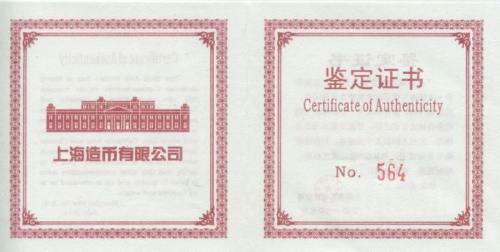 上海造币有限公司
鉴定证书
Certificate of Authenticity
No. 564